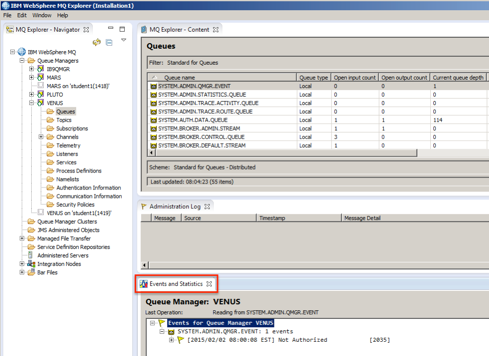 IBM WebSphere MQ Explorer (Installation1)
File Edit Window Help
MQ Explorer - Navigator
IBM WebSphere MQ
Queue Managers
IB9QMGR
MARS
MARS on 'student1(1418)'
PLUTO
VENUS
Queues
Topics
Subscriptions
Channels
Telemetry
Listeners
Services
Process Definitions
Namelists
Authentication Information
Communication Information
Security Policies
VENUS on 'student1(1419)'
Queue Manager Clusters
JMS Administered Objects
Managed File Transfer
Service Definition Repositories
Administered Servers
Integration Nodes
Bar Files
MQ Explorer - Content
Queues
Filter: Standard for Queues
Queue name Queue type Open input count Open output count Current queue depth
SYSTEM.ADMIN.QMGR.EVENT Local 0 0 1
SYSTEM.ADMIN.STATISTICS.QUEUE Local 0 0 0
SYSTEM.ADMIN.TRACE.ACTIVITY.QUEUE Local 0 0 0
SYSTEM.ADMIN.TRACE.ROUTE.QUEUE Local 0 0 0
SYSTEM.AUTH.DATA.QUEUE Local 1 1 114
SYSTEM.BROKER.ADMIN.STREAM Local 1 1 0
SYSTEM.BROKER.CONTROL.QUEUE Local 3 0 0
SYSTEM.BROKER.DEFAULT.STREAM Local 1 0 0
Scheme: Standard for Queues - Distributed
Last updated: 08:04:23 (55 items)
Administration Log
Message Source Timestamp Message Detail
Events and Statistics
Queue Manager: VENUS
Last Operation: Reading from SYSTEM.ADMIN.QMGR.EVENT
Events for Queue Manager VENUS
SYSTEM.ADMIN.QMGR.EVENT: 1 events
[2015/02/02 08:00:08 EST] Not Authorized [2035]